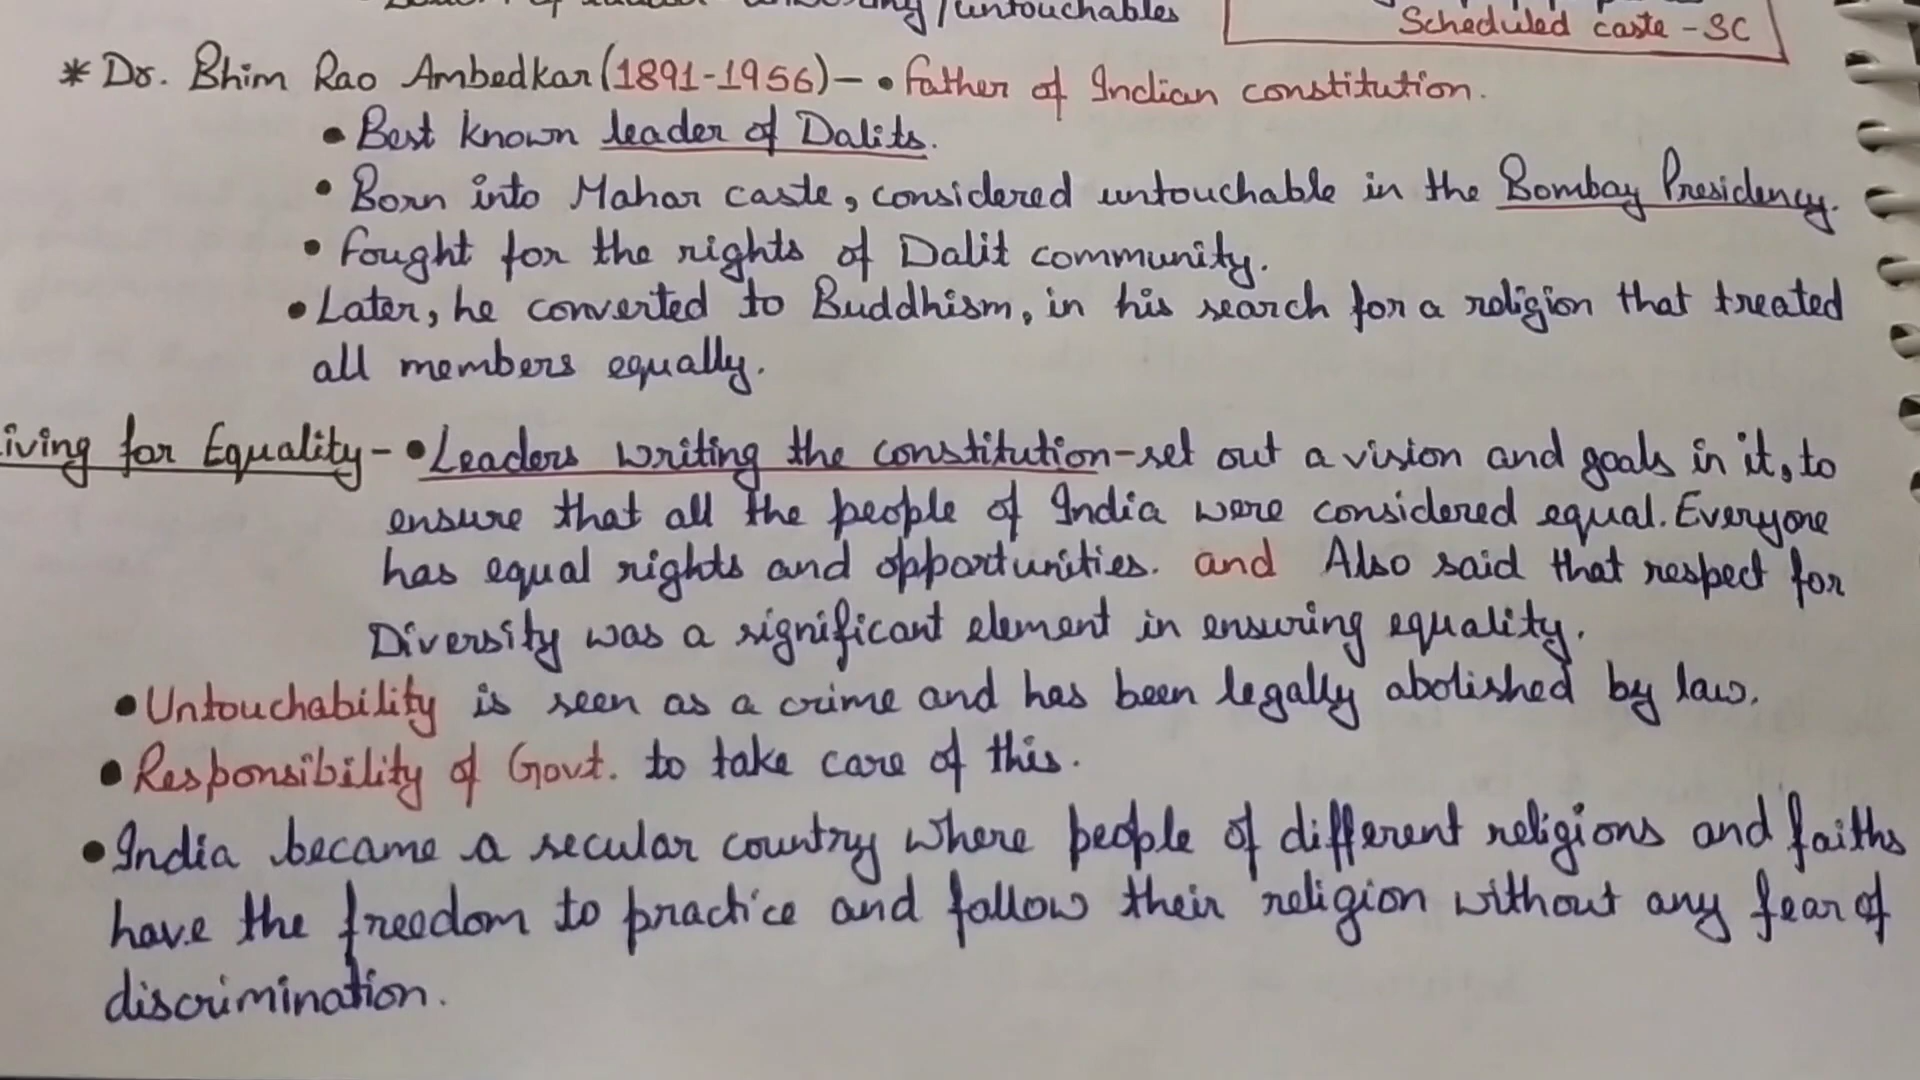 /untouchables
Scheduled caste - SC
* Dr. Bhim Rao Ambedkar (1891-1956) – • Father of Indian constitution.
• Best known leader of Dalits.
• Born into Mahar caste, considered untouchable in the Bombay Presidency.
• Fought for the rights of Dalit community.
• Later, he converted to Buddhism, in his search for a religion that treated
all members equally.
iving for Equality - • Leaders writing the constitution - set out a vision and goals in it, to
ensure that all the people of India were considered equal. Everyone
has equal rights and opportunities. and Also said that respect for
Diversity was a significant element in ensuring equality.
• Untouchability is seen as a crime and has been legally abolished by law.
• Responsibility of Govt. to take care of this.
• India became a secular country where people of different religions and faiths
have the freedom to practice and follow their religion without any fear of
discrimination.